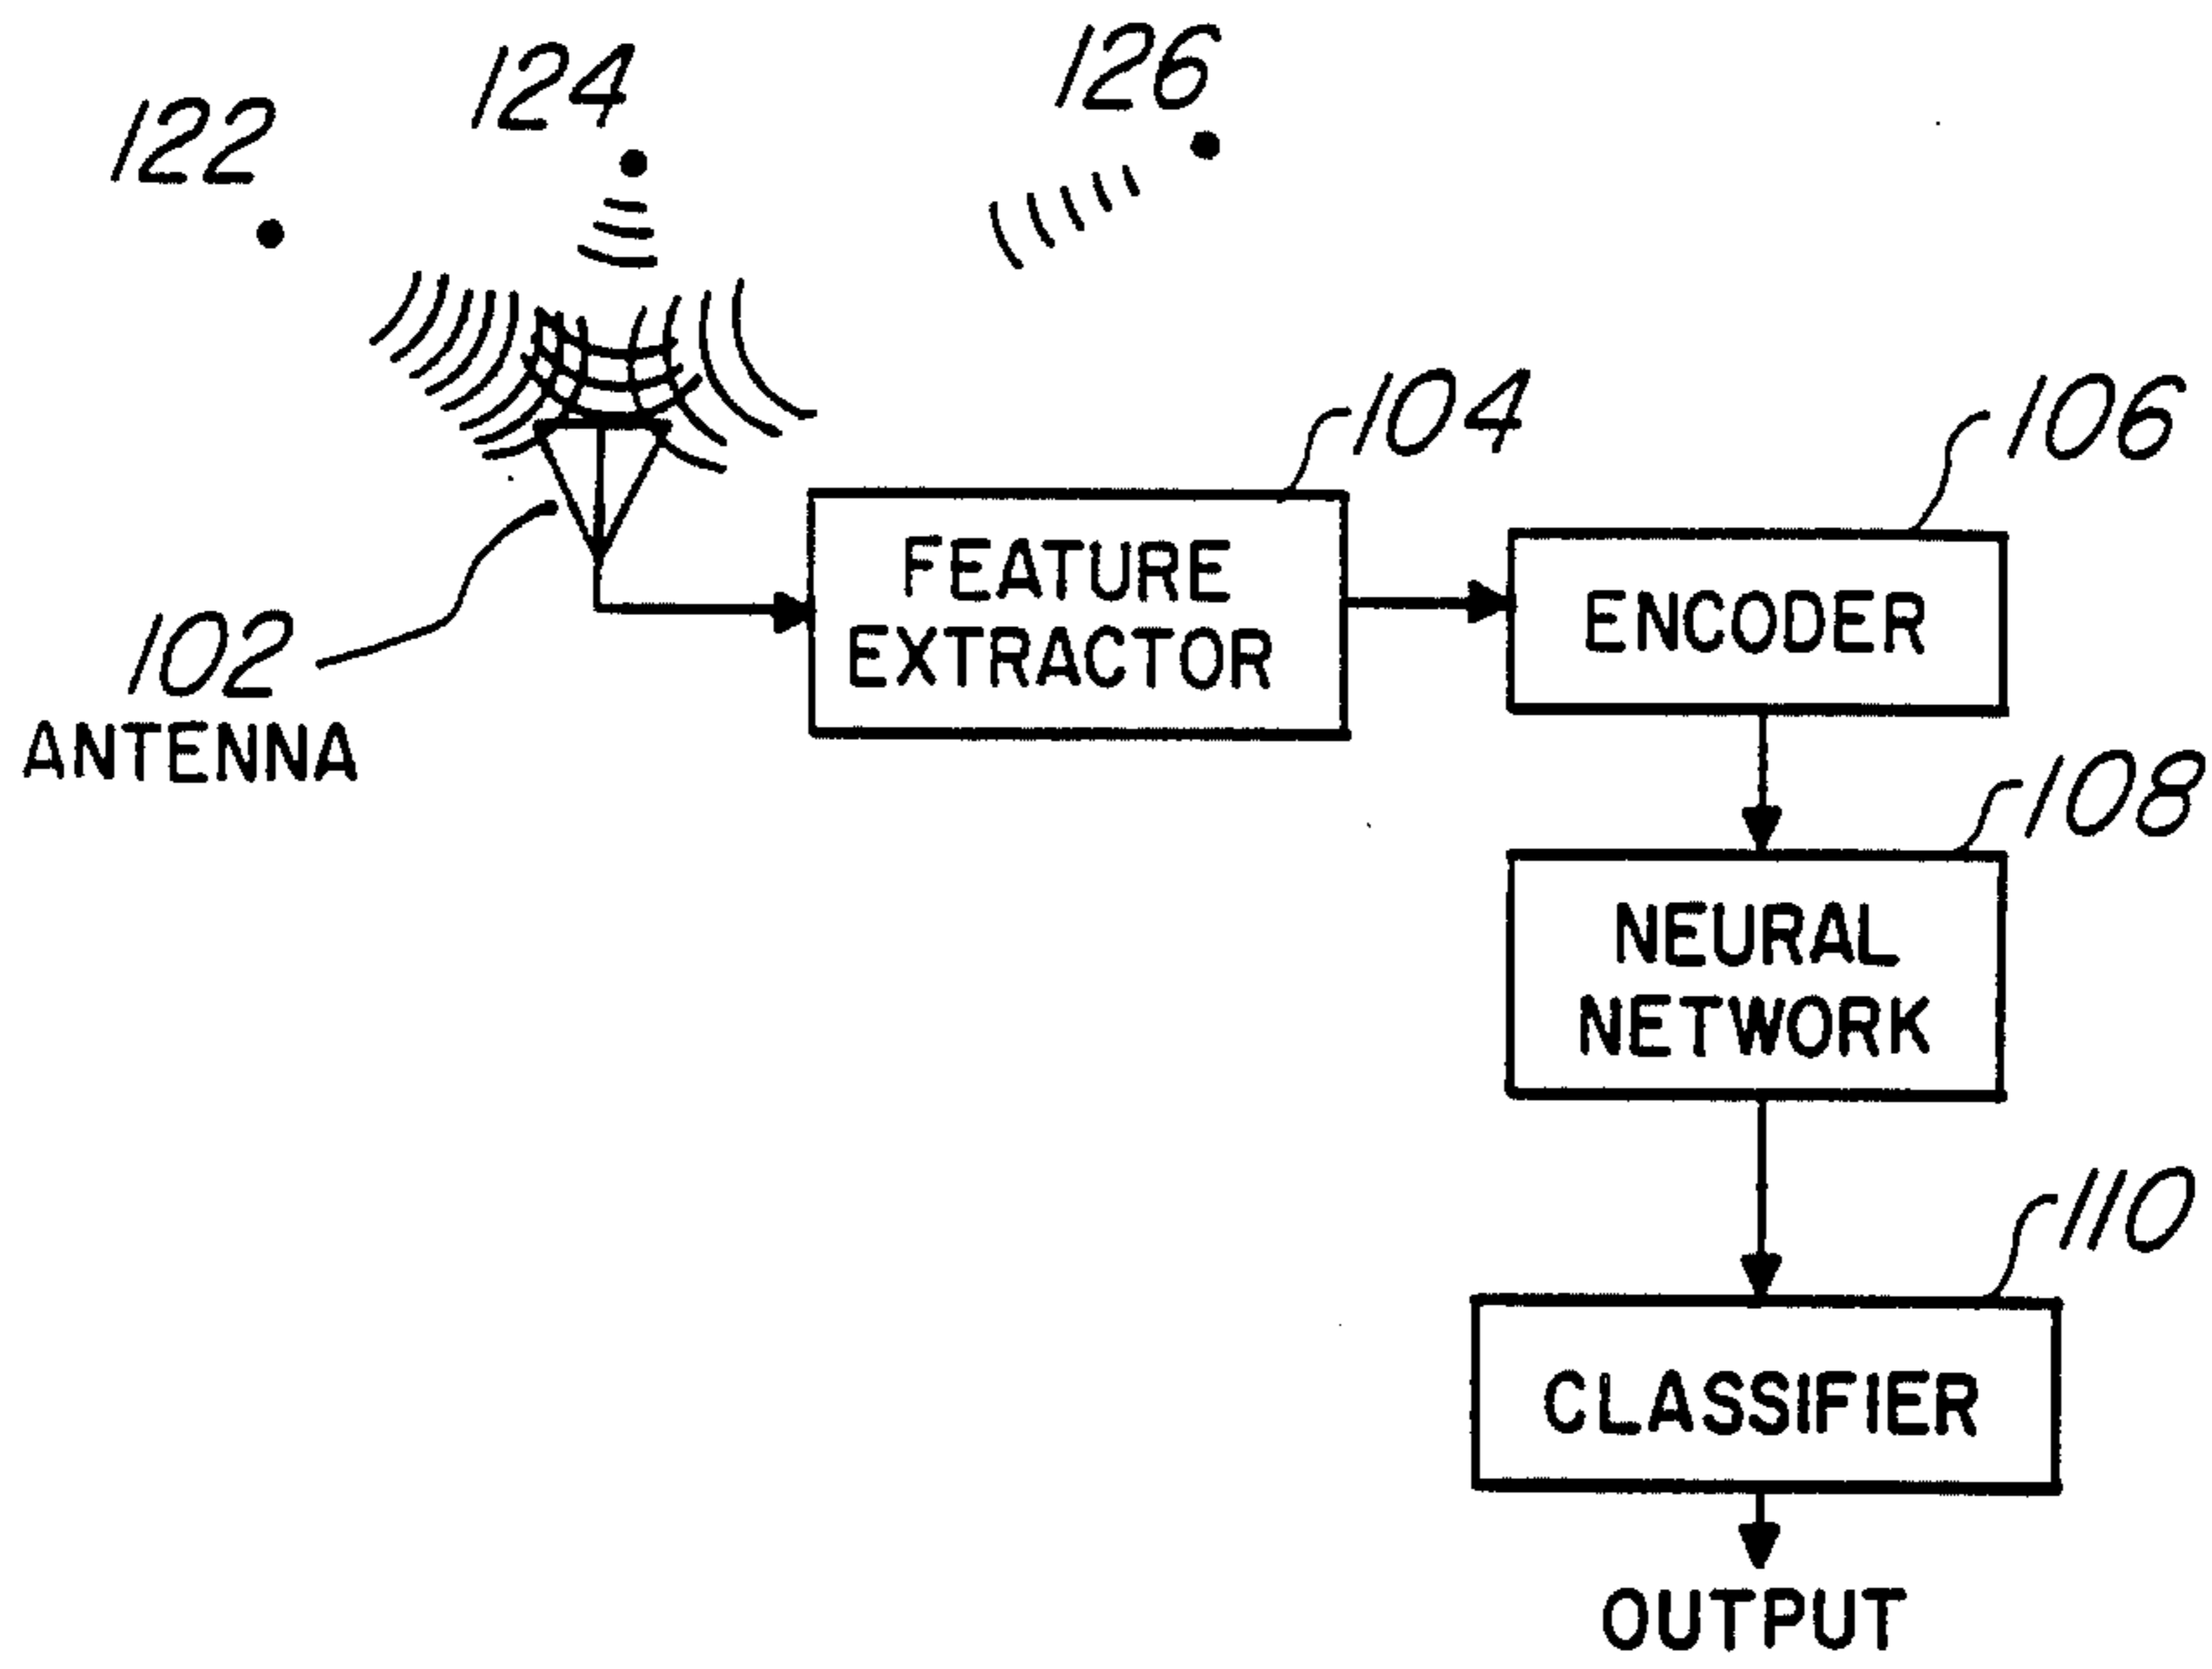 122
124
126
102
ANTENNA
104
FEATURE
EXTRACTOR
106
ENCODER
108
NEURAL
NETWORK
110
CLASSIFIER
OUTPUT